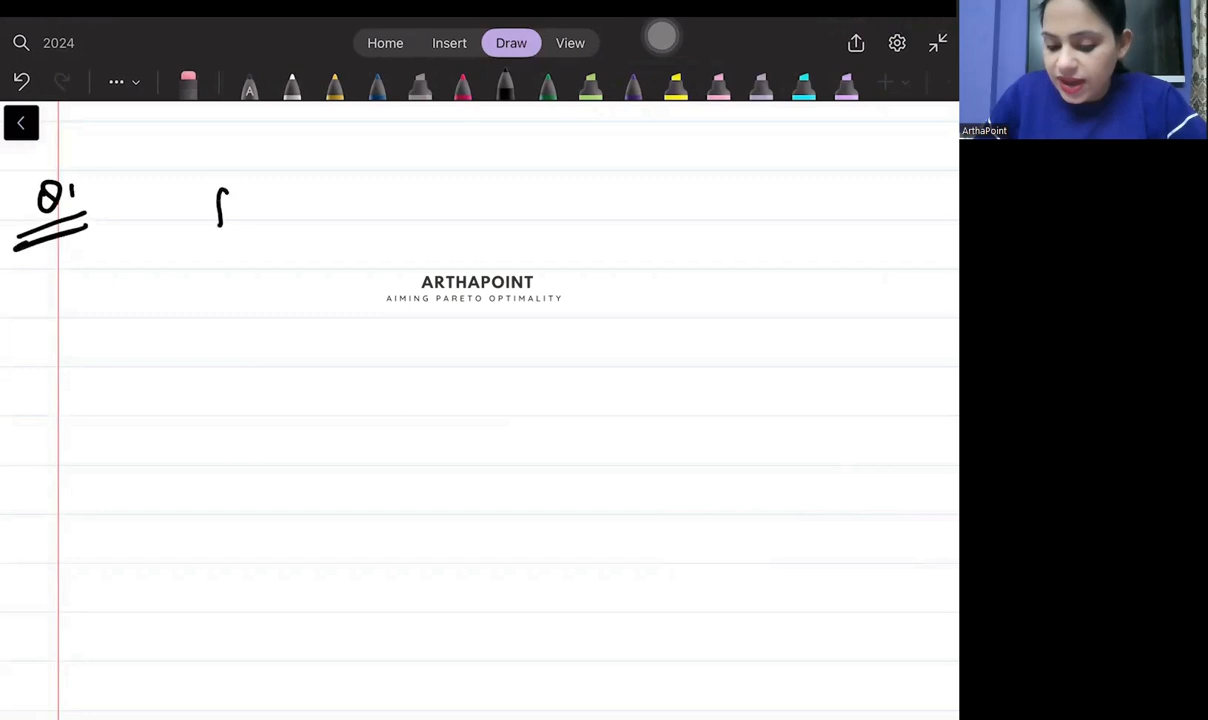 2024
Home Insert Draw View
A
ArthaPoint
Q1
ARTHAPOINT
AIMING PARETO OPTIMALITY